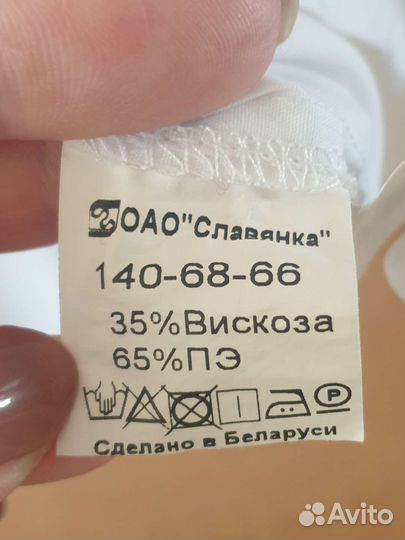 ОАО "Славянка"
140-68-66
35%Вискоза
65%ПЭ
P
Сделано в Беларуси
Avito